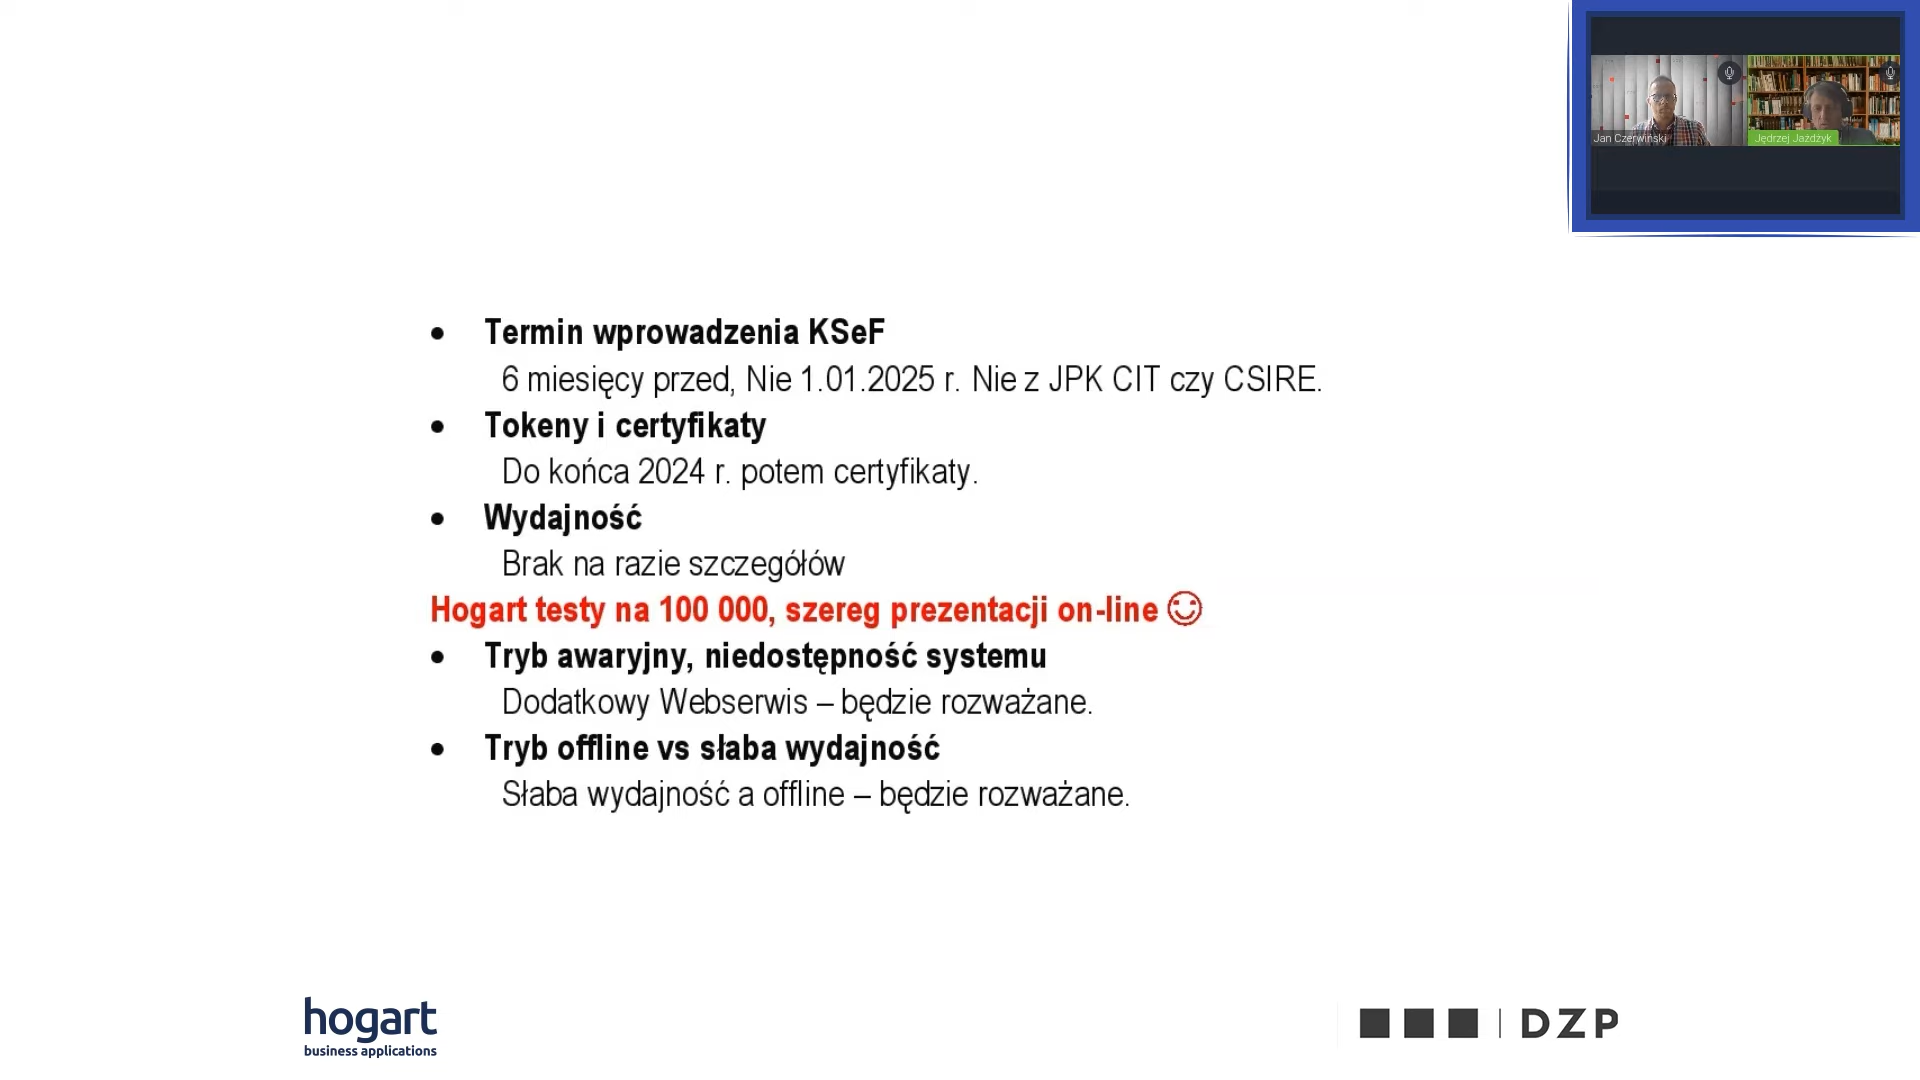 Jan Czerwiński
Jędrzej Jażdżyk
• Termin wprowadzenia KSeF
6 miesięcy przed, Nie 1.01.2025 r. Nie z JPK CIT czy CSIRE.
• Tokeny i certyfikaty
Do końca 2024 r. potem certyfikaty.
• Wydajność
Brak na razie szczegółów
Hogart testy na 100 000, szereg prezentacji on-line ☺
• Tryb awaryjny, niedostępność systemu
Dodatkowy Webserwis – będzie rozważane.
• Tryb offline vs słaba wydajność
Słaba wydajność a offline – będzie rozważane.
hogart
business applications
DZP